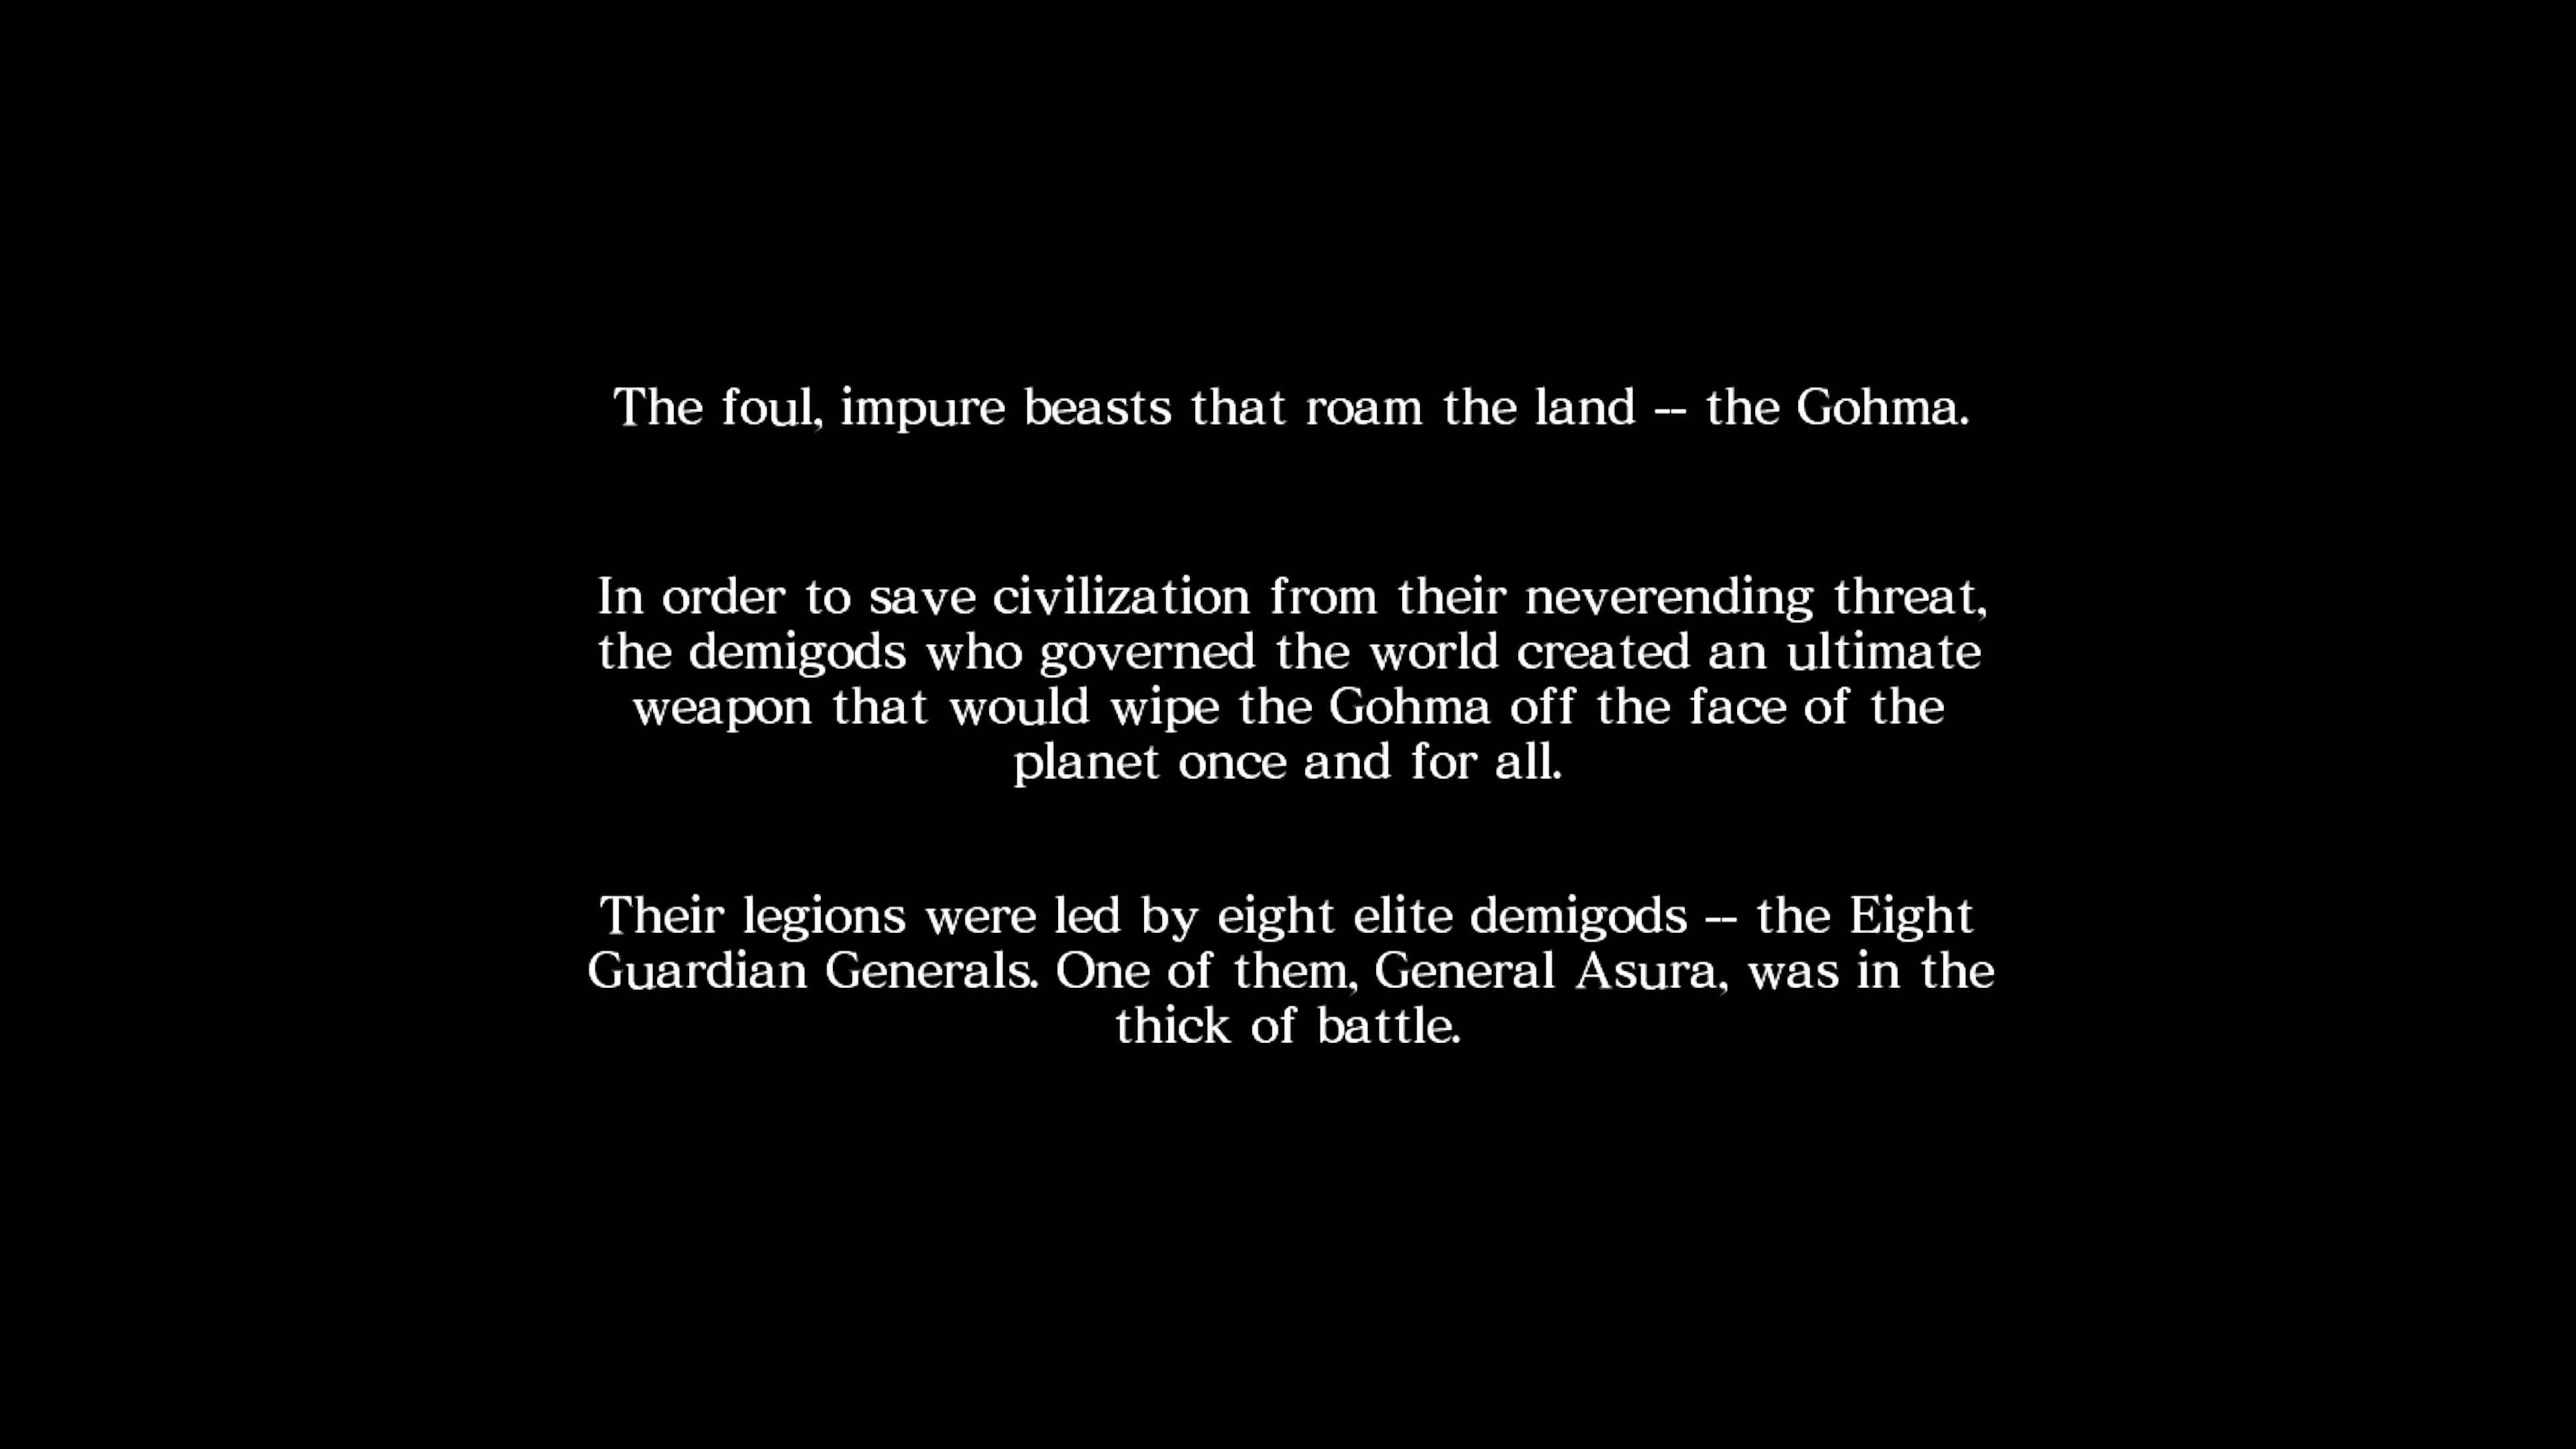 The foul, impure beasts that roam the land -- the Gohma.
In order to save civilization from their neverending threat,
the demigods who governed the world created an ultimate
weapon that would wipe the Gohma off the face of the
planet once and for all.
Their legions were led by eight elite demigods -- the Eight
Guardian Generals. One of them, General Asura, was in the
thick of battle.